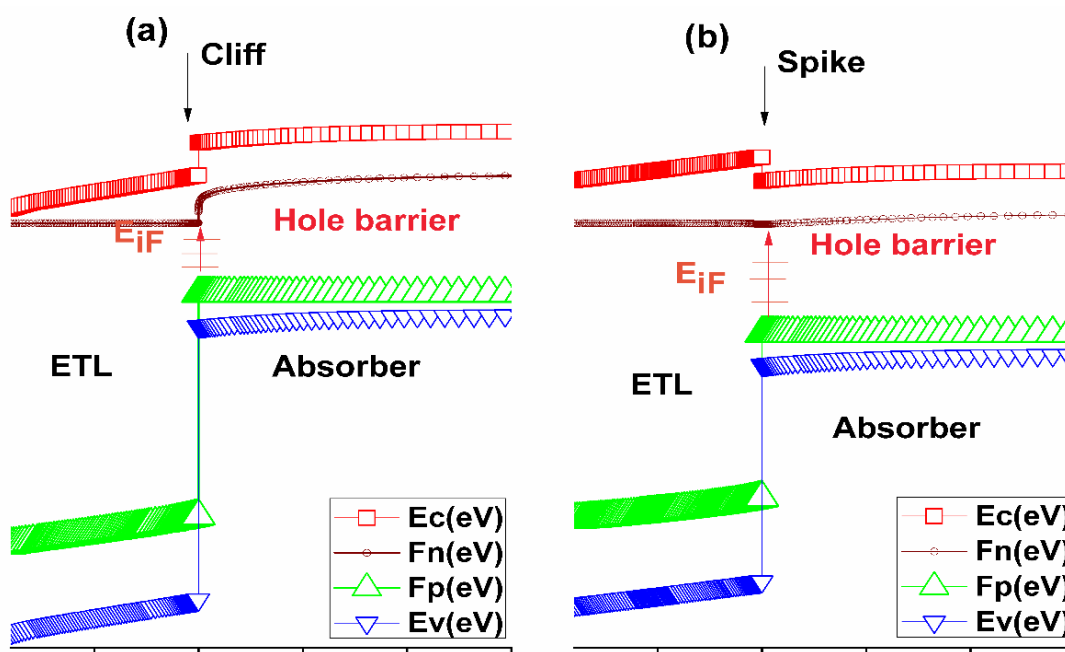 (a)
Cliff
Hole barrier
EiF
ETL
Absorber
Ec(eV)
Fn(eV)
Fp(eV)
Ev(eV)
(b)
Spike
Hole barrier
EiF
ETL
Absorber
Ec(eV)
Fn(eV)
Fp(eV)
Ev(eV)